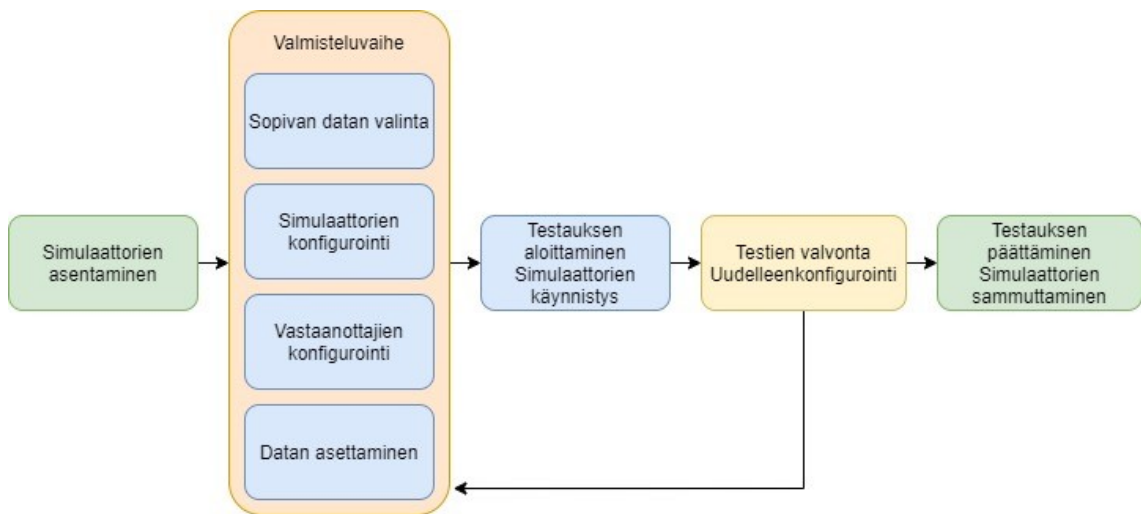 Simulaattorien
asentaminen
Valmisteluvaihe
Sopivan datan valinta
Simulaattorien
konfigurointi
Vastaanottajien
konfigurointi
Datan asettaminen
Testauksen
aloittaminen
Simulaattorien
käynnistys
Testien valvonta
Uudelleenkonfigurointi
Testauksen
päättäminen
Simulaattorien
sammuttaminen